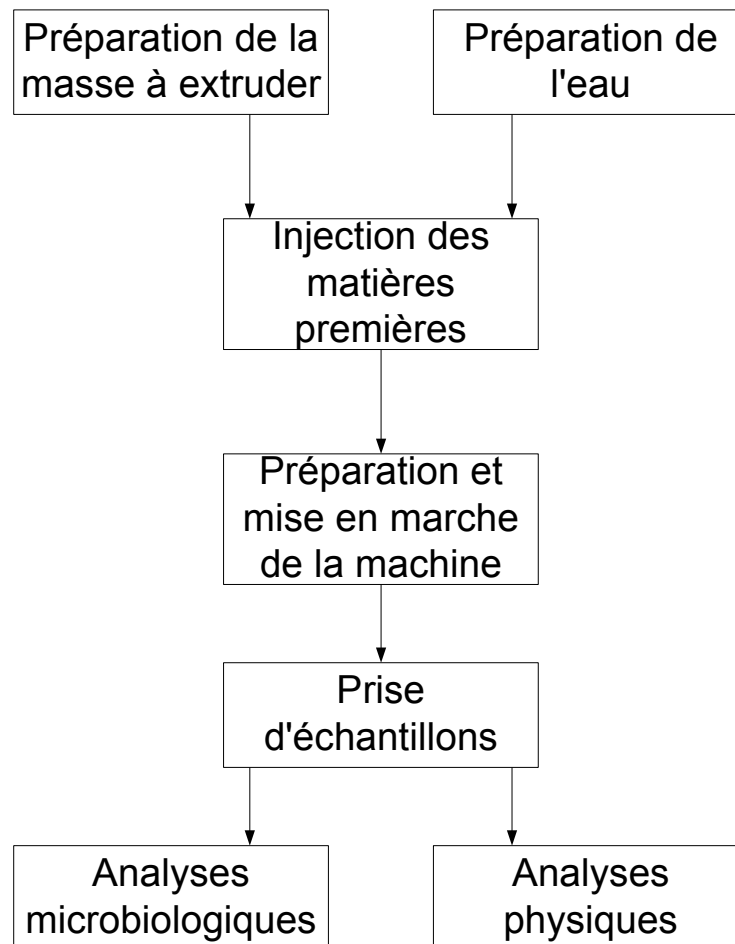 Préparation de la
masse à extruder
Préparation de
l'eau
Injection des
matières
premières
Préparation et
mise en marche
de la machine
Prise
d'échantillons
Analyses
microbiologiques
Analyses
physiques